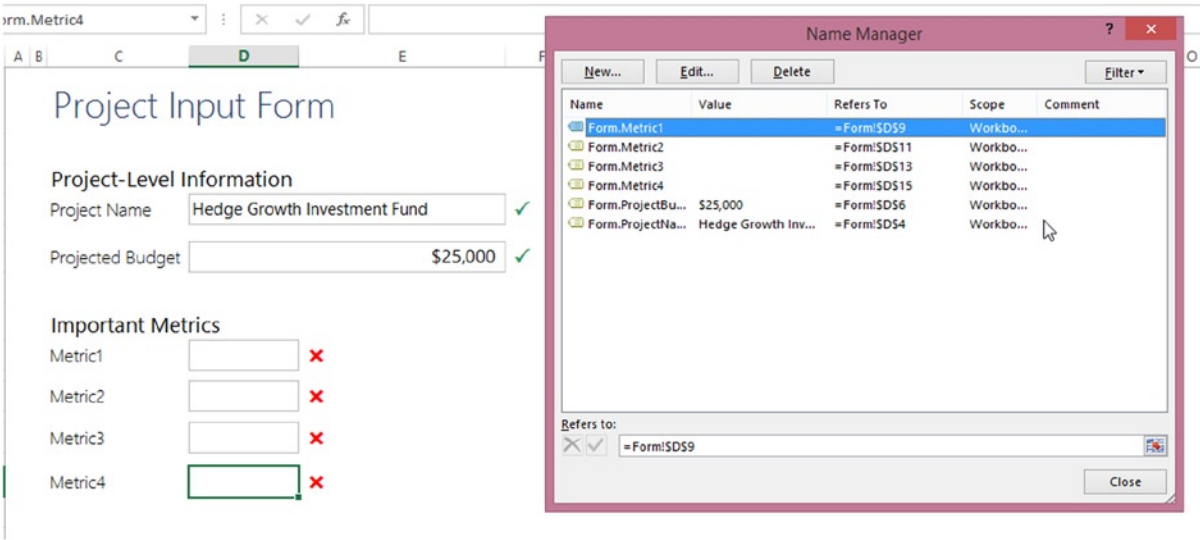 orm.Metric4 fx
A B C D E F O
Project Input Form
Project-Level Information
Project Name Hedge Growth Investment Fund ✓
Projected Budget $25,000 ✓
Important Metrics
Metric1
Metric2
Metric3
Metric4
Name Manager ?
New... Edit... Delete Filter
Name Value Refers To Scope Comment
Form.Metric1 =Form!$D$9 Workbo...
Form.Metric2 =Form!$D$11 Workbo...
Form.Metric3 =Form!$D$13 Workbo...
Form.Metric4 =Form!$D$15 Workbo...
Form.ProjectBu... $25,000 =Form!$D$6 Workbo...
Form.ProjectNa... Hedge Growth Inv... =Form!$D$4 Workbo...
Refers to:
=Form!$D$9
Close